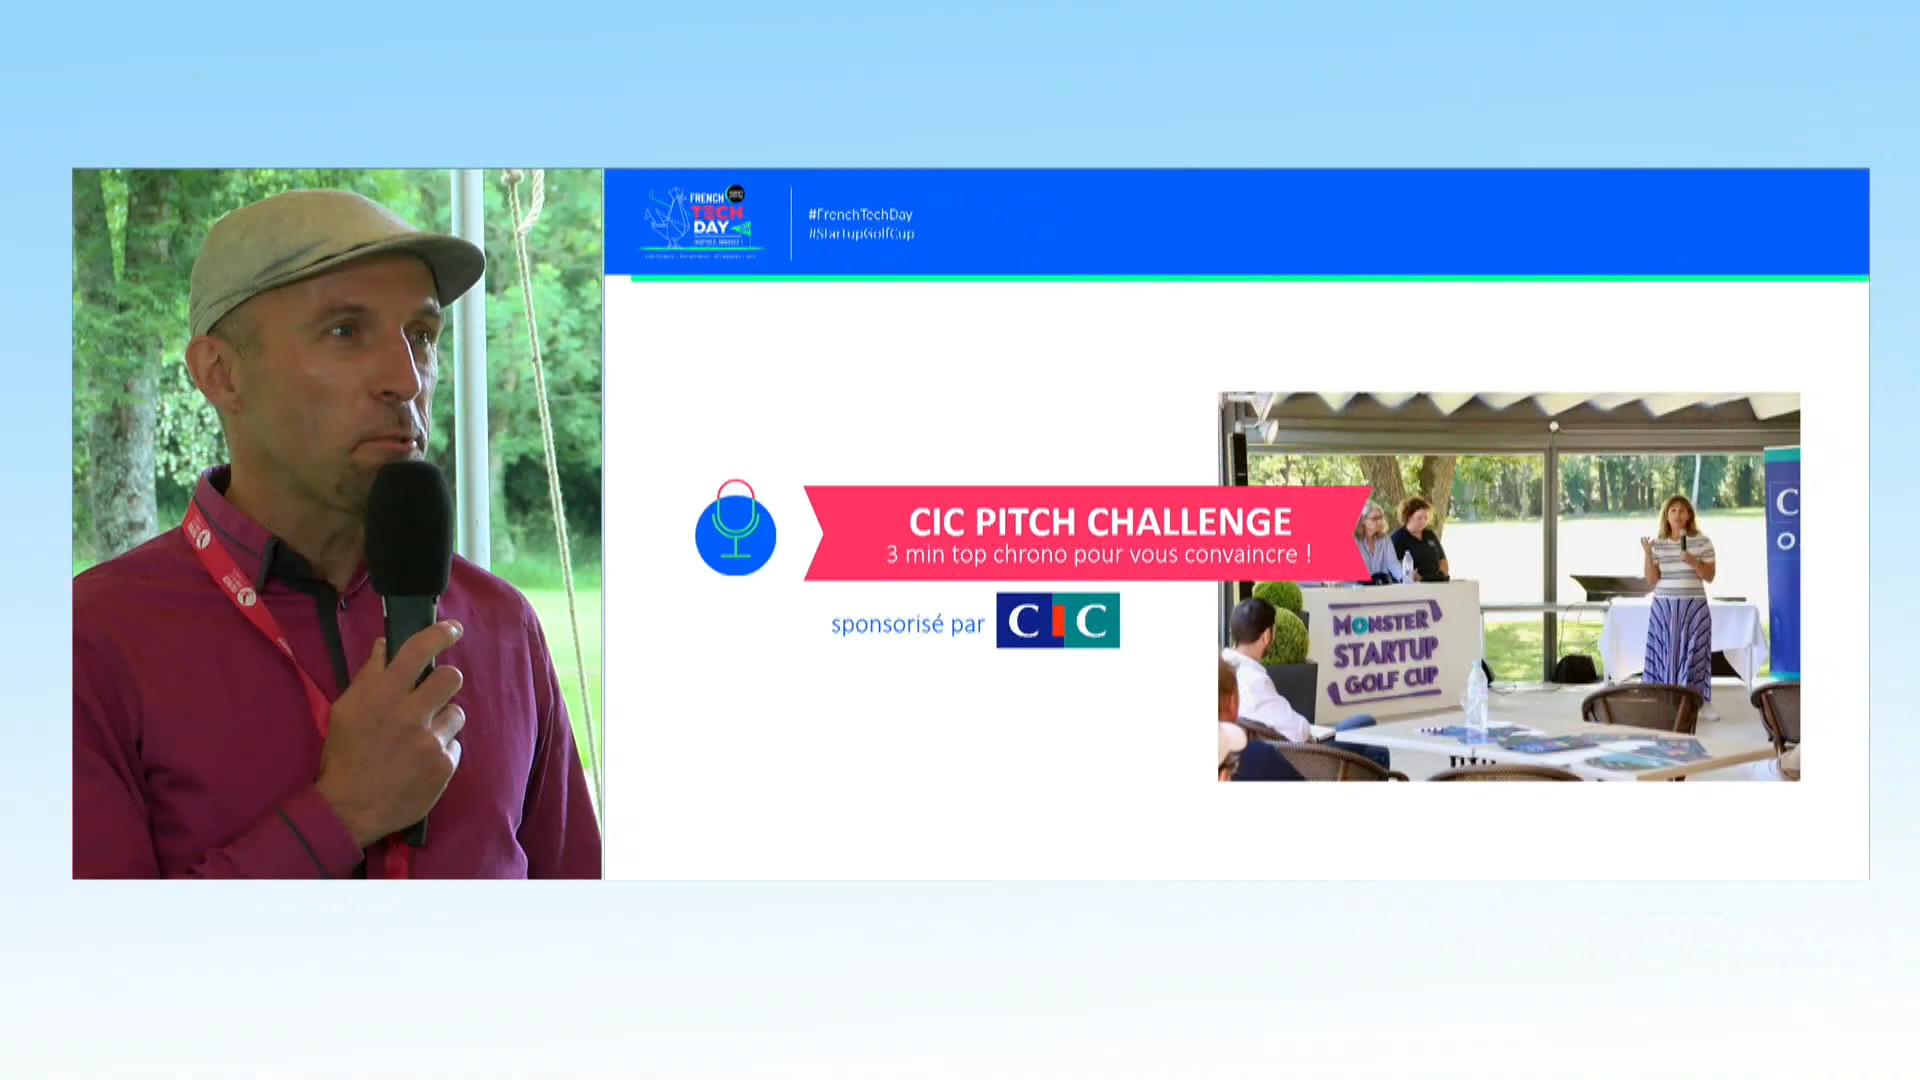 FRENCH
TECH
DAY
#FrenchTechDay
#StartupGolfCup
CIC PITCH CHALLENGE
3 min top chrono pour vous convaincre !
sponsorisé par CIC
MONSTER
STARTUP
GOLF CUP
C
O